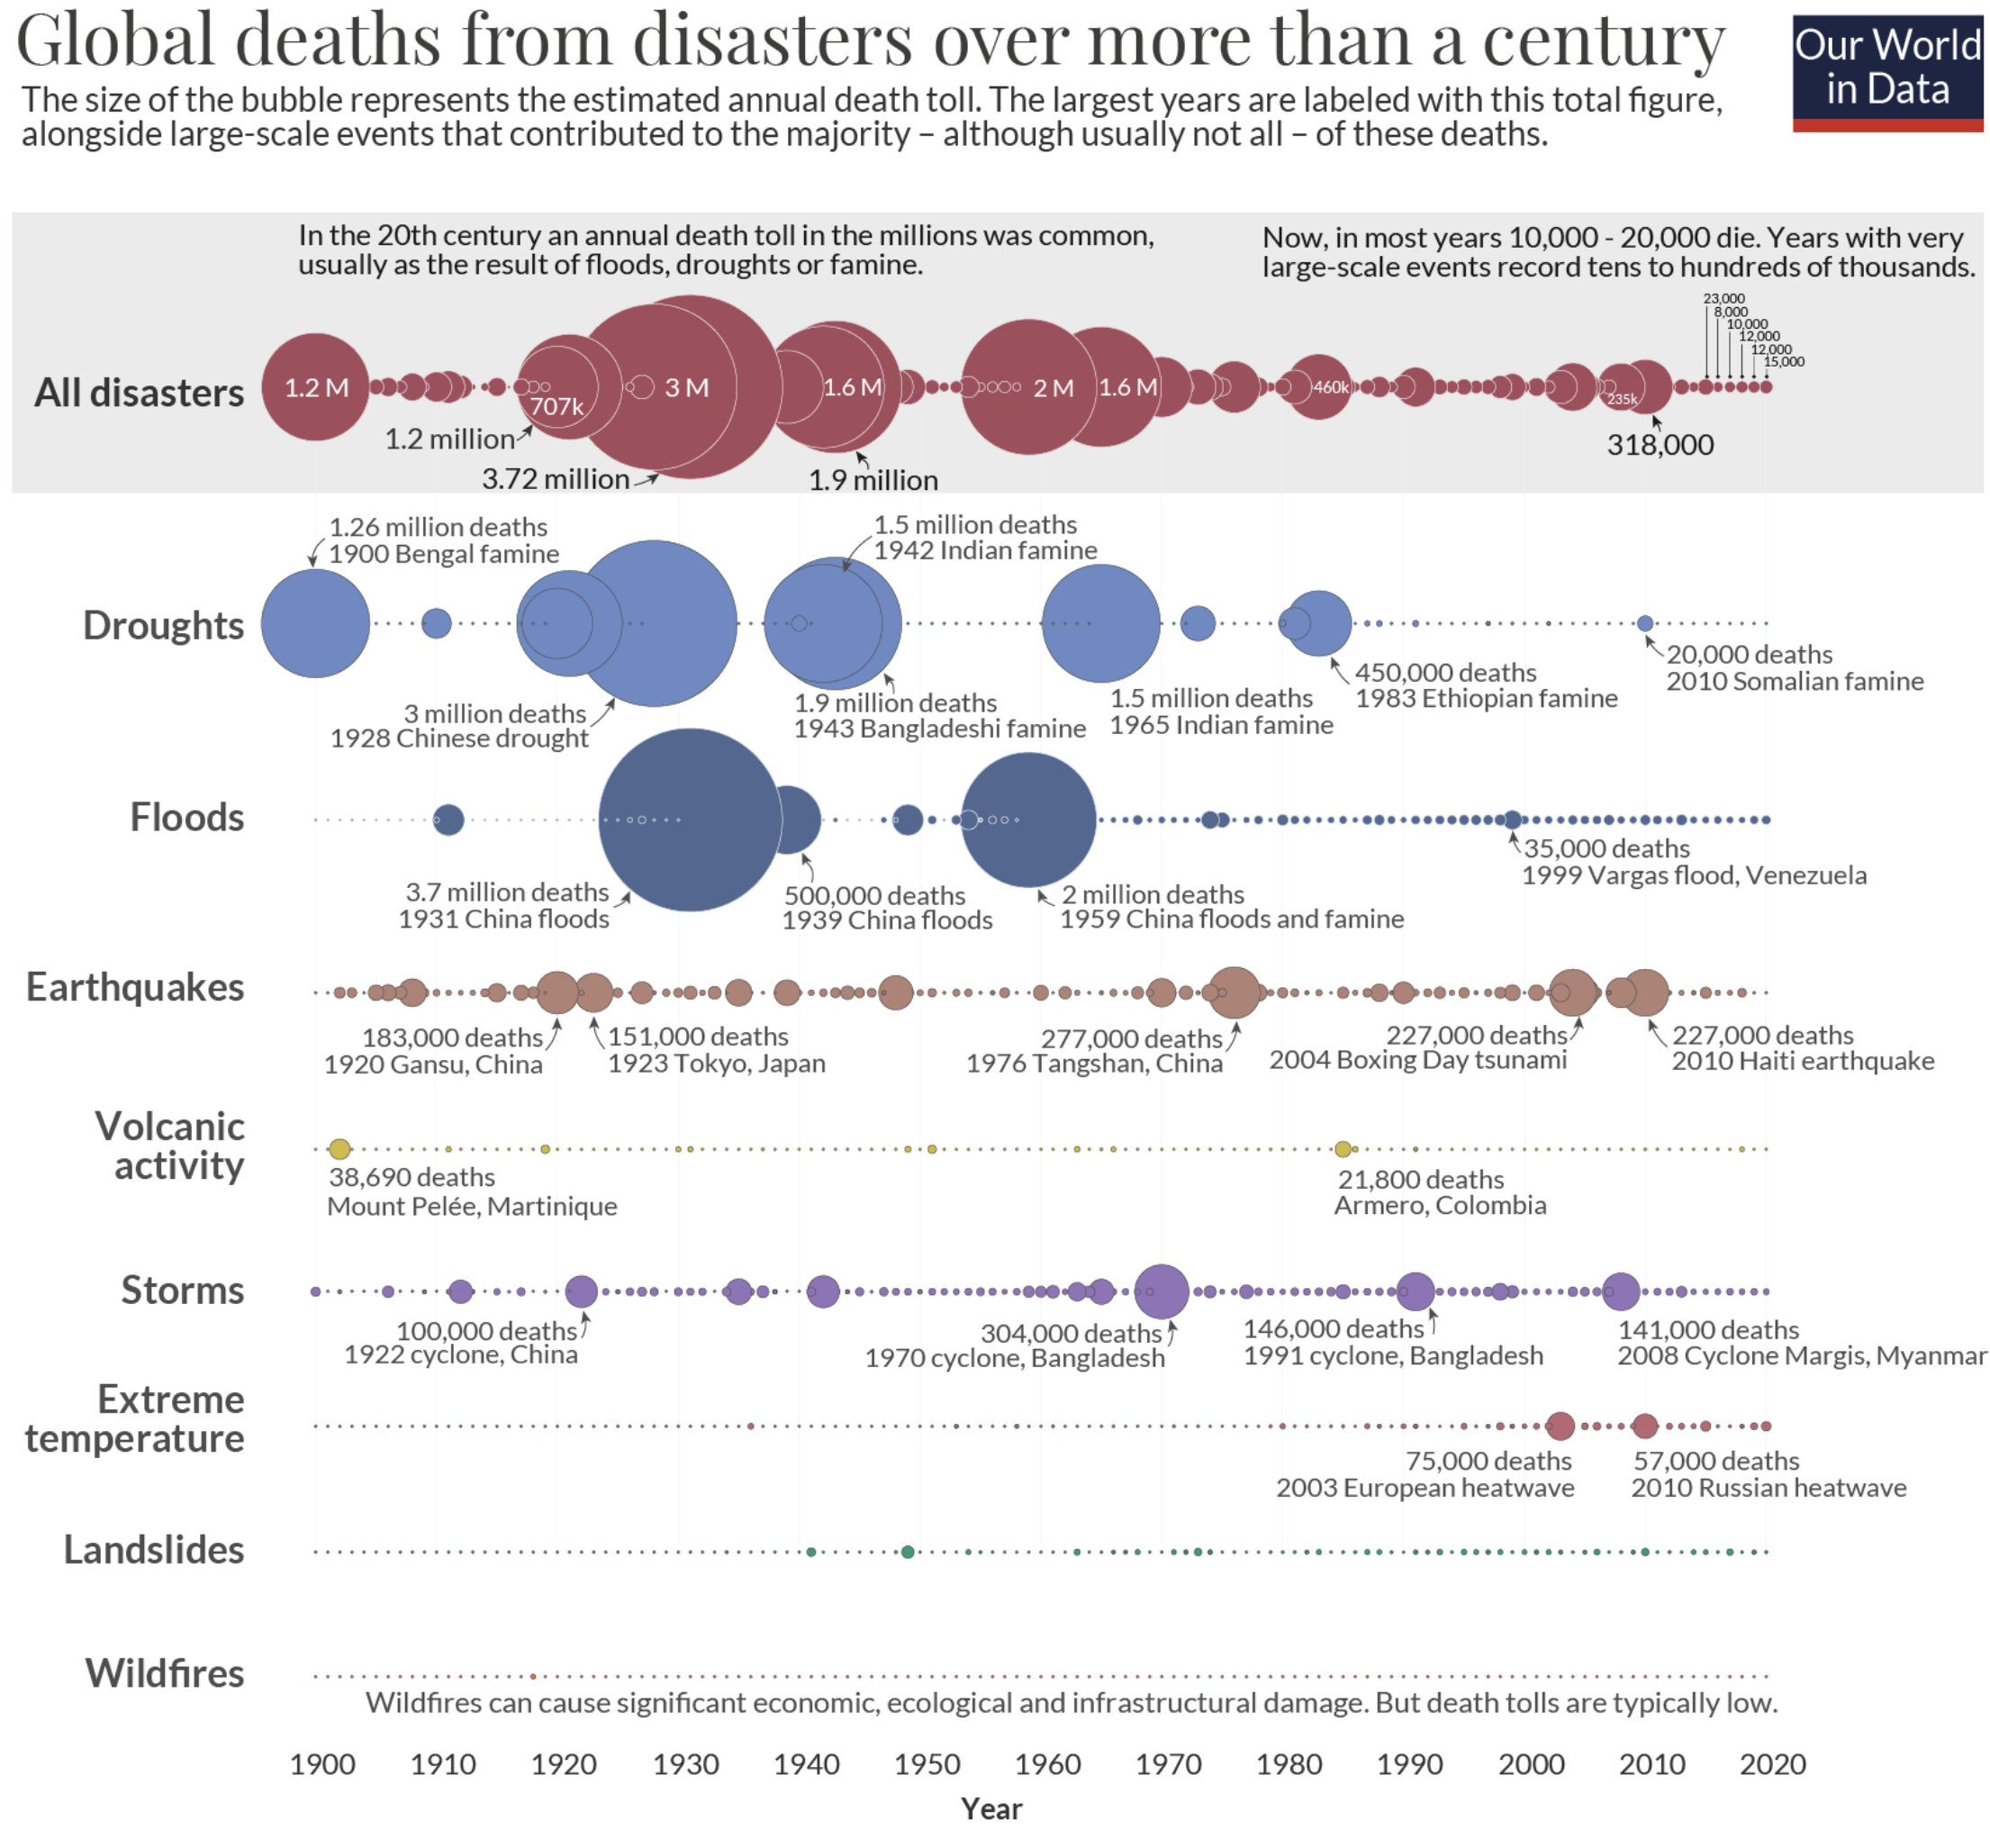 Global deaths from disasters over more than a century
Our World
in Data
The size of the bubble represents the estimated annual death toll. The largest years are labeled with this total figure,
alongside large-scale events that contributed to the majority – although usually not all – of these deaths.
In the 20th century an annual death toll in the millions was common,
usually as the result of floods, droughts or famine.
Now, in most years 10,000 - 20,000 die. Years with very
large-scale events record tens to hundreds of thousands.
23,000
8,000
10,000
12,000
12,000
15,000
All disasters
1.2 M
707k
3 M
1.6 M
2 M
1.6 M
460k
235k
1.2 million
3.72 million
1.9 million
318,000
Droughts
1.26 million deaths
1900 Bengal famine
1.5 million deaths
1942 Indian famine
3 million deaths
1928 Chinese drought
1.9 million deaths
1943 Bangladeshi famine
1.5 million deaths
1965 Indian famine
450,000 deaths
1983 Ethiopian famine
20,000 deaths
2010 Somalian famine
Floods
3.7 million deaths
1931 China floods
500,000 deaths
1939 China floods
2 million deaths
1959 China floods and famine
35,000 deaths
1999 Vargas flood, Venezuela
Earthquakes
183,000 deaths
1920 Gansu, China
151,000 deaths
1923 Tokyo, Japan
277,000 deaths
1976 Tangshan, China
227,000 deaths
2004 Boxing Day tsunami
227,000 deaths
2010 Haiti earthquake
Volcanic
activity
38,690 deaths
Mount Pelée, Martinique
21,800 deaths
Armero, Colombia
Storms
100,000 deaths
1922 cyclone, China
304,000 deaths
1970 cyclone, Bangladesh
146,000 deaths
1991 cyclone, Bangladesh
141,000 deaths
2008 Cyclone Margis, Myanmar
Extreme
temperature
75,000 deaths
2003 European heatwave
57,000 deaths
2010 Russian heatwave
Landslides
Wildfires
Wildfires can cause significant economic, ecological and infrastructural damage. But death tolls are typically low.
1900 1910 1920 1930 1940 1950 1960 1970 1980 1990 2000 2010 2020
Year